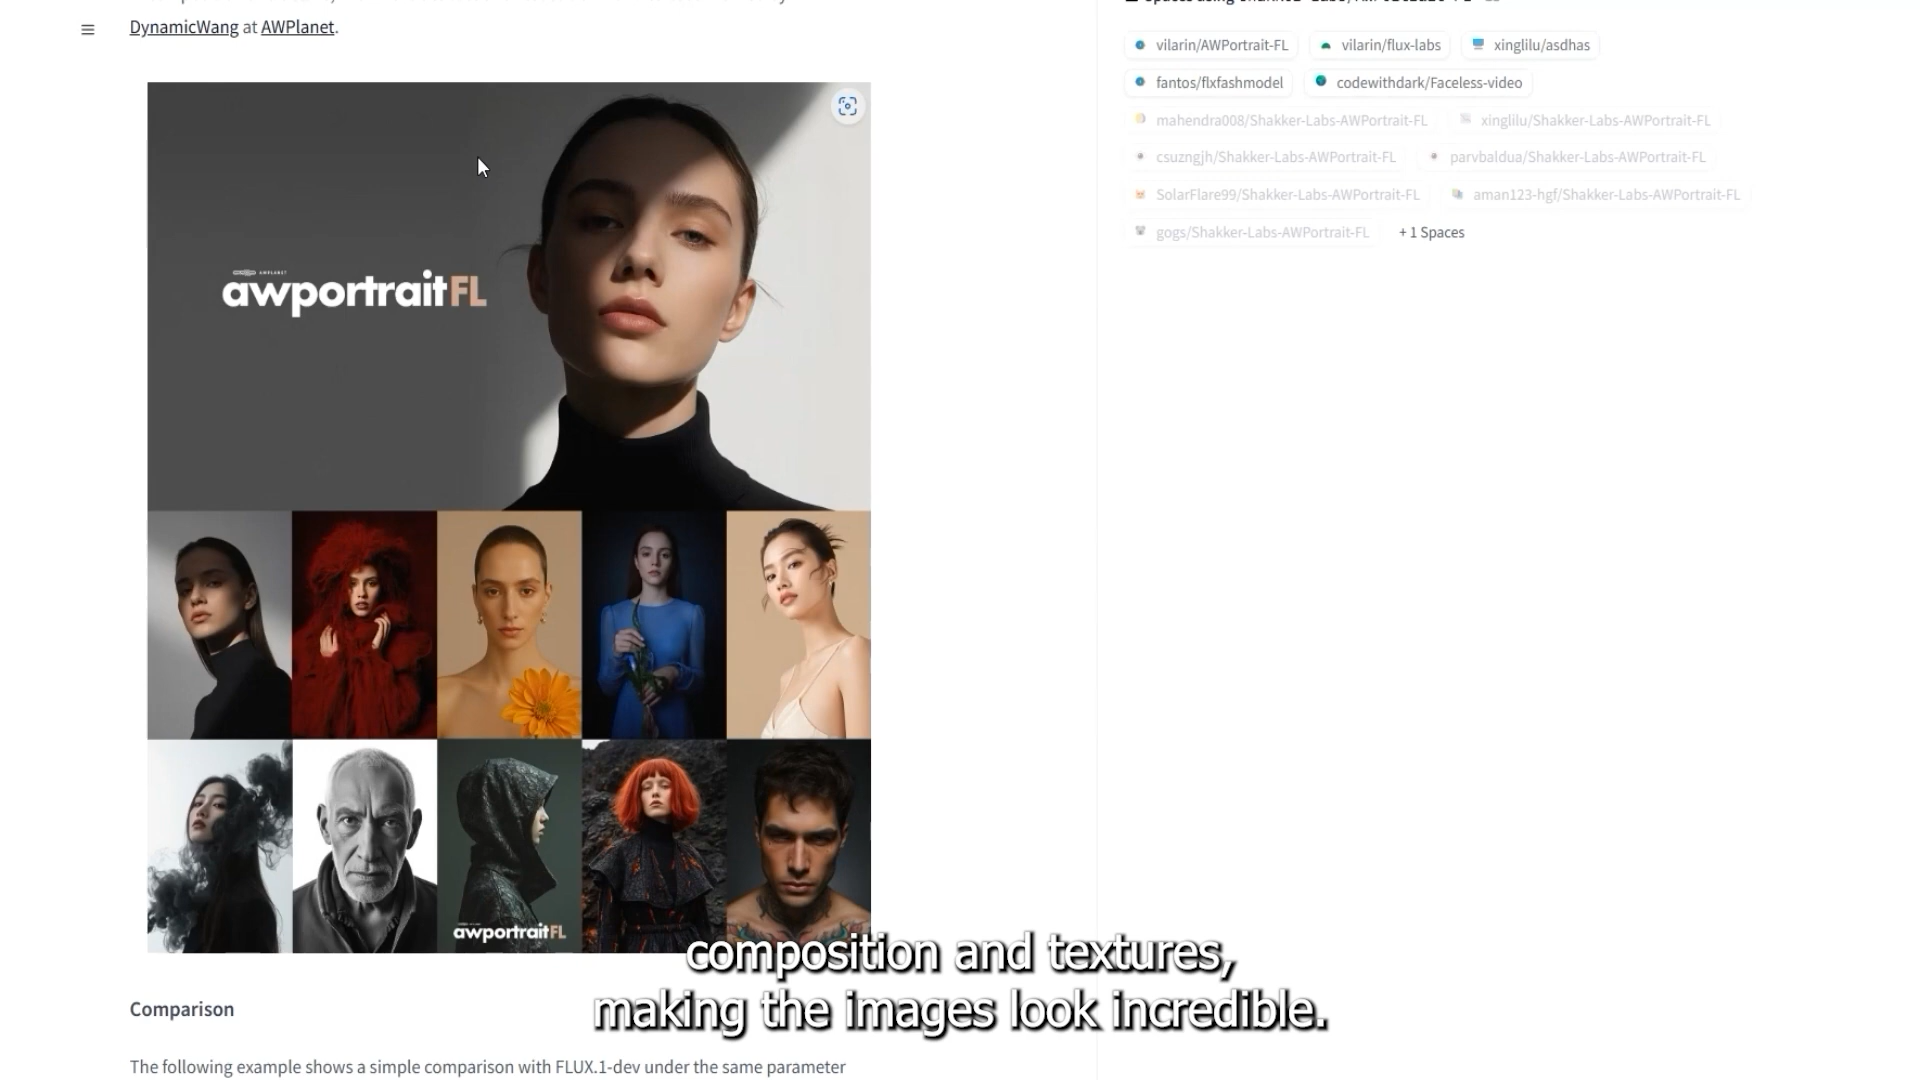 DynamicWang at AWPlanet.
vilarin/AWPortrait-FL
vilarin/flux-labs
xinglilu/asdhas
fantos/flxfashmodel
codewithdark/Faceless-video
mahendra008/Shakker-Labs-AWPortrait-FL
xinglilu/Shakker-Labs-AWPortrait-FL
csuzngjh/Shakker-Labs-AWPortrait-FL
parvbaldua/Shakker-Labs-AWPortrait-FL
SolarFlare99/Shakker-Labs-AWPortrait-FL
aman123-hgf/Shakker-Labs-AWPortrait-FL
gogs/Shakker-Labs-AWPortrait-FL
+ 1 Spaces
AWPLANET
awportraitFL
awportraitFL
composition and textures,
making the images look incredible.
Comparison
The following example shows a simple comparison with FLUX.1-dev under the same parameter